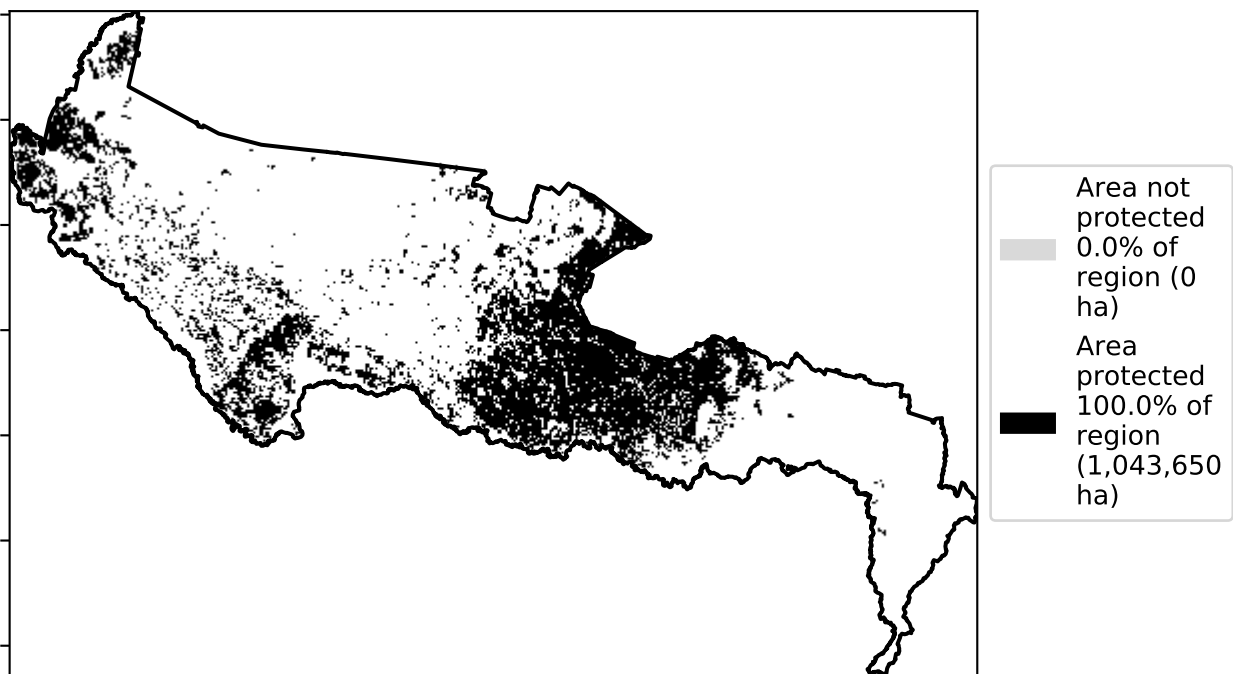 Area not
protected
0.0% of
region (0
ha)
Area
protected
100.0% of
region
(1,043,650
ha)